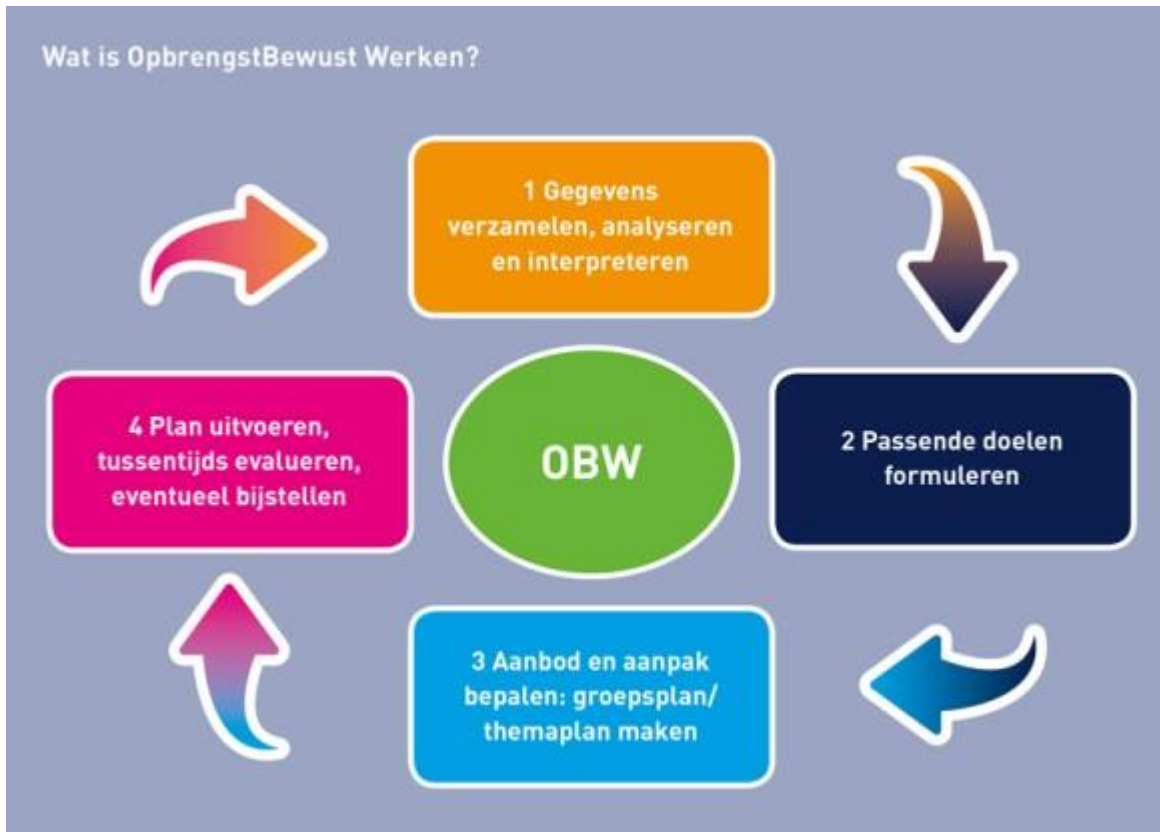 Wat is OpbrengstBewust Werken?
1 Gegevens
verzamelen, analyseren
en interpreteren
2 Passende doelen
formuleren
3 Aanbod en aanpak
bepalen: groepsplan/
themaplan maken
4 Plan uitvoeren,
tussentijds evalueren,
eventueel bijstellen
OBW